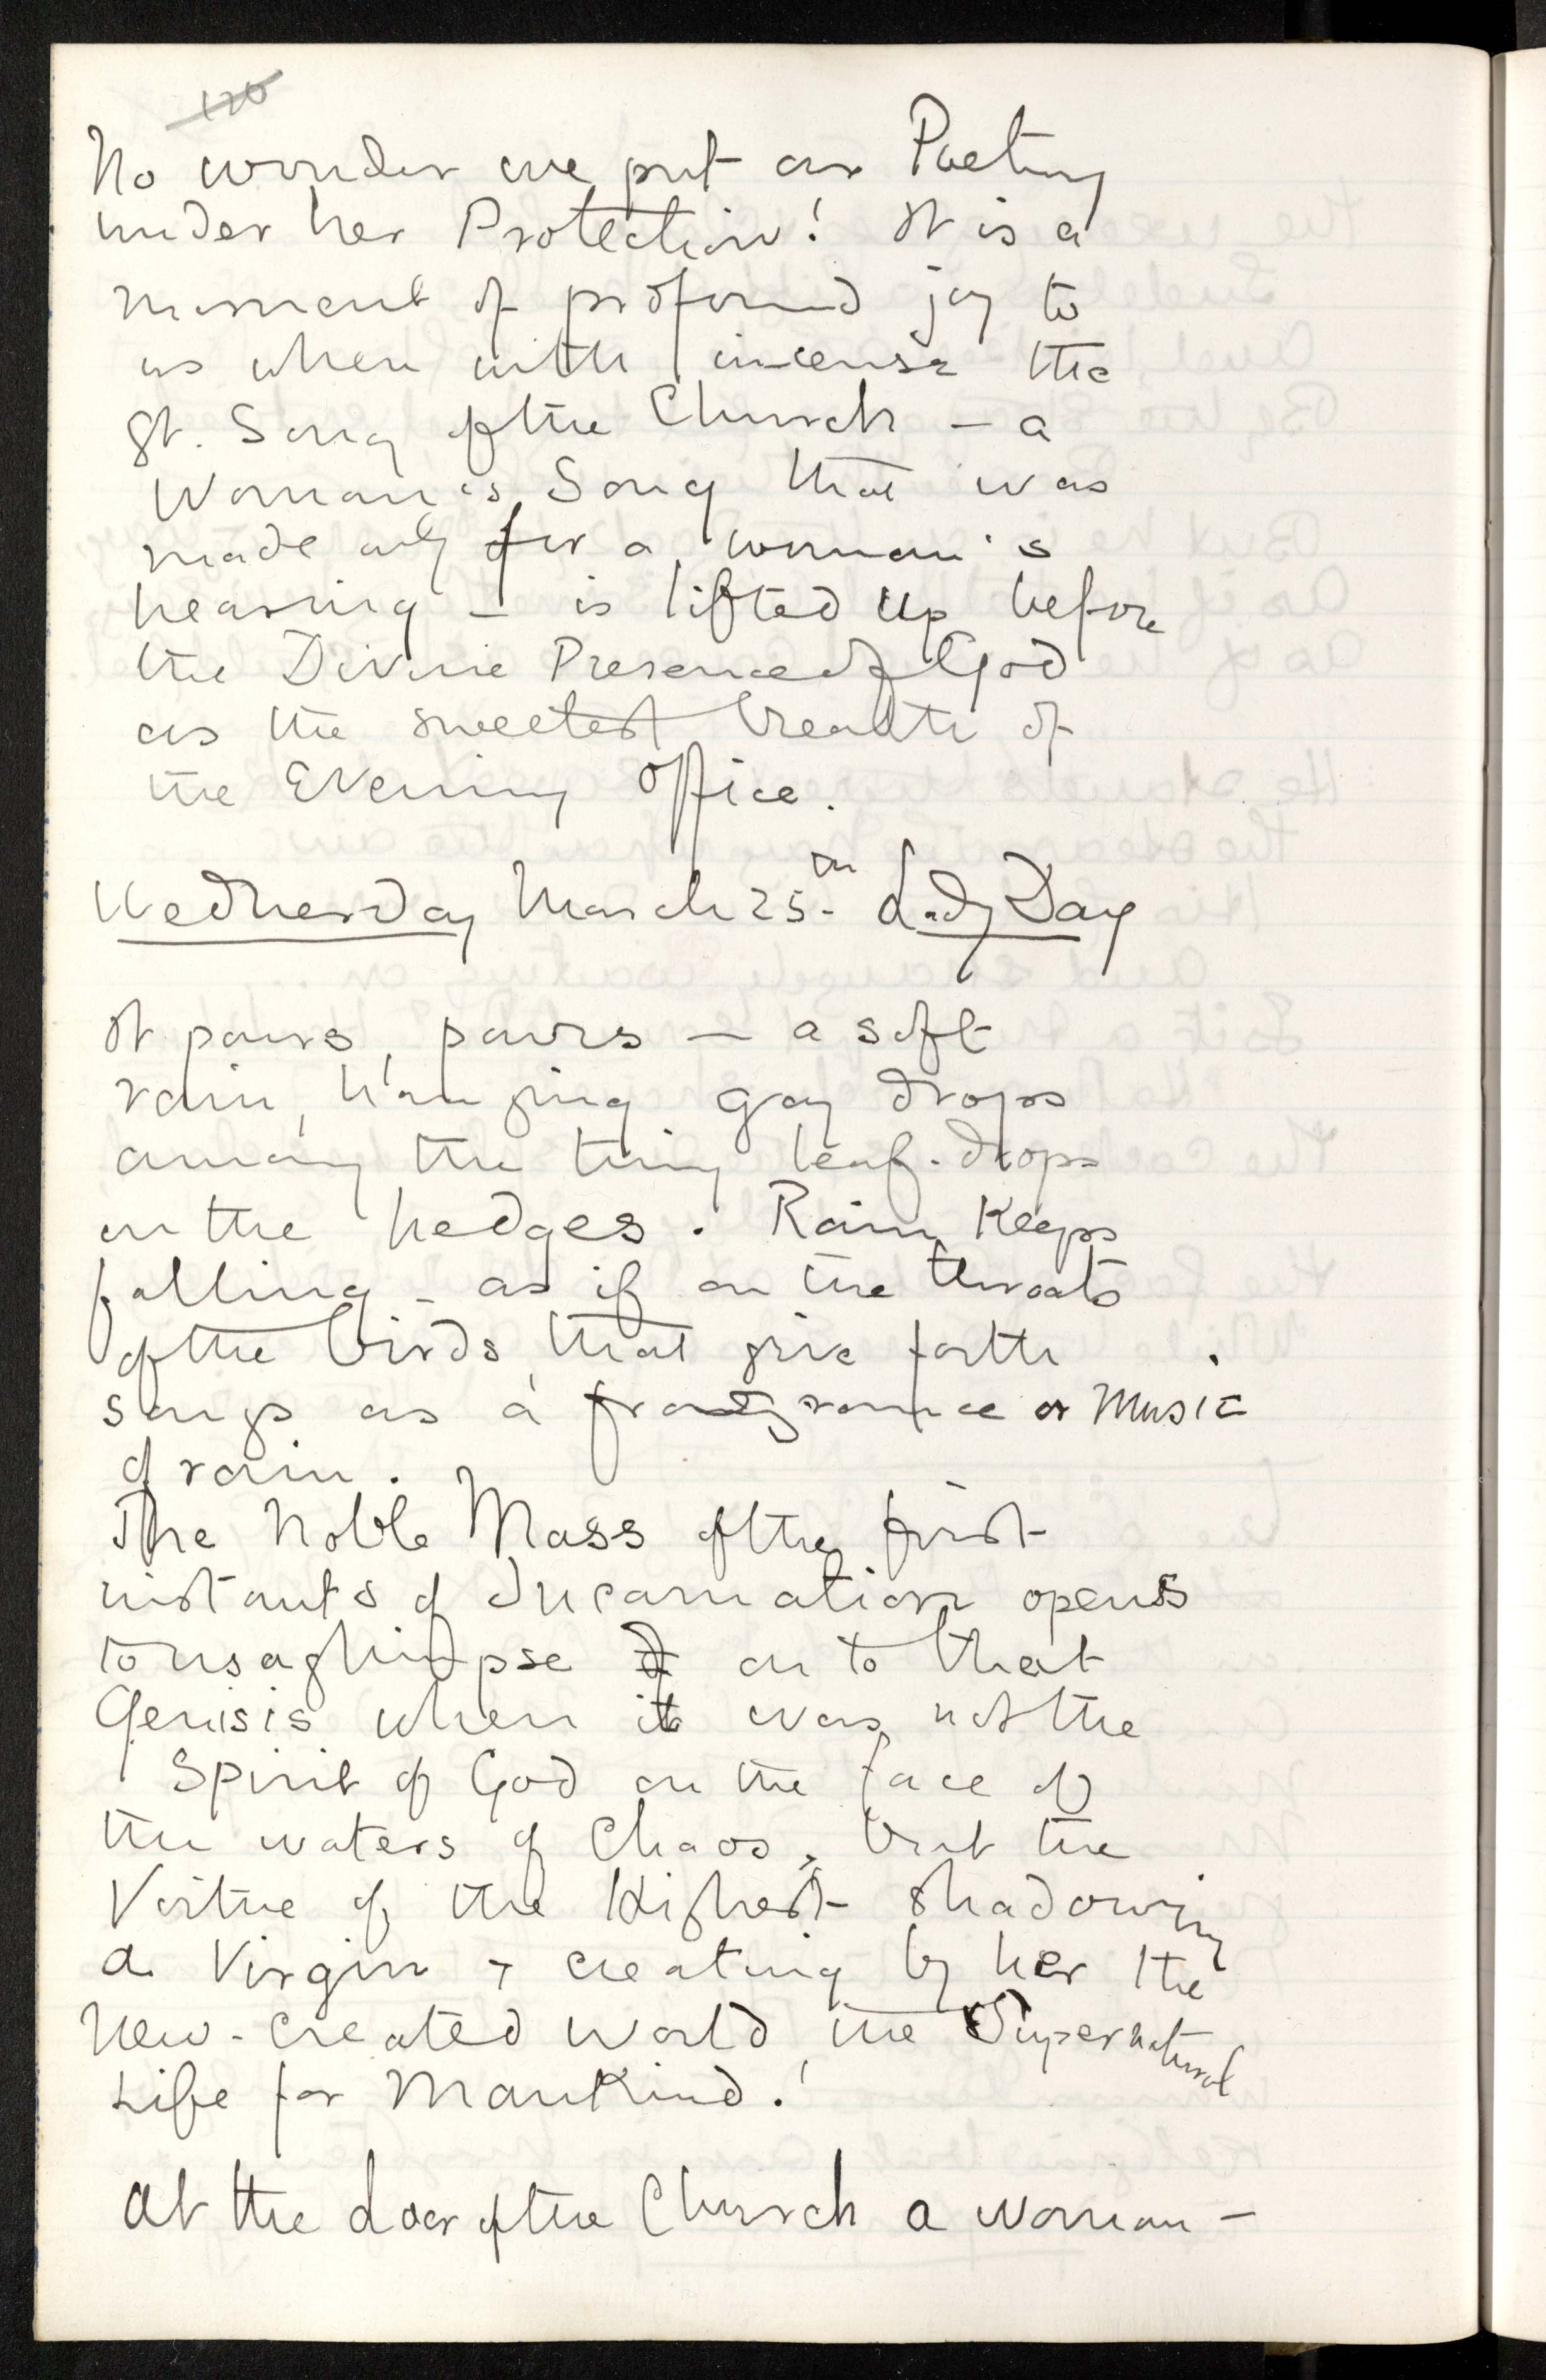 120
No wonder we put our Poetry
under her Protection! It is a
moment of profound joy to
us when with incense the
gt. Song of the Church – a
Woman's Song that was
made only for a woman's
hearing – is lifted up before
the Divine Presence of God
as the sweetest breath of
the Evening Office.
Wednesday March 25th Lady Day
It pours, pours – a soft
rain, hanging gay drops
among the tiny leaf-drops
on the hedges. Rain keeps
falling – as if on the throats
of the birds that give forth
songs as a fragrance or music
of rain.
The Noble Mass of the first
instants of Incarnation opens
to us a glimpse of on to that
Genisis when it was not the
Spirit of God on the face of
the waters of Chaos, but the
Virtue of the Highest shadowing
a Virgin + creating by her the
new-created world, the Supernatural
Life for Mankind!
At the door of the Church a woman –